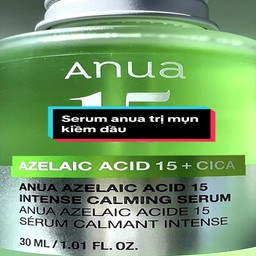 Anua
15
Serum anua trị mụn
kiềm dầu
AZELAIC ACID 15 + CICA
ANUA AZELAIC ACID 15
INTENSE CALMING SERUM
ANUA AZELAIC ACIDE 15
SÉRUM CALMANT INTENSE
30 ML / 1.01 FL. OZ.